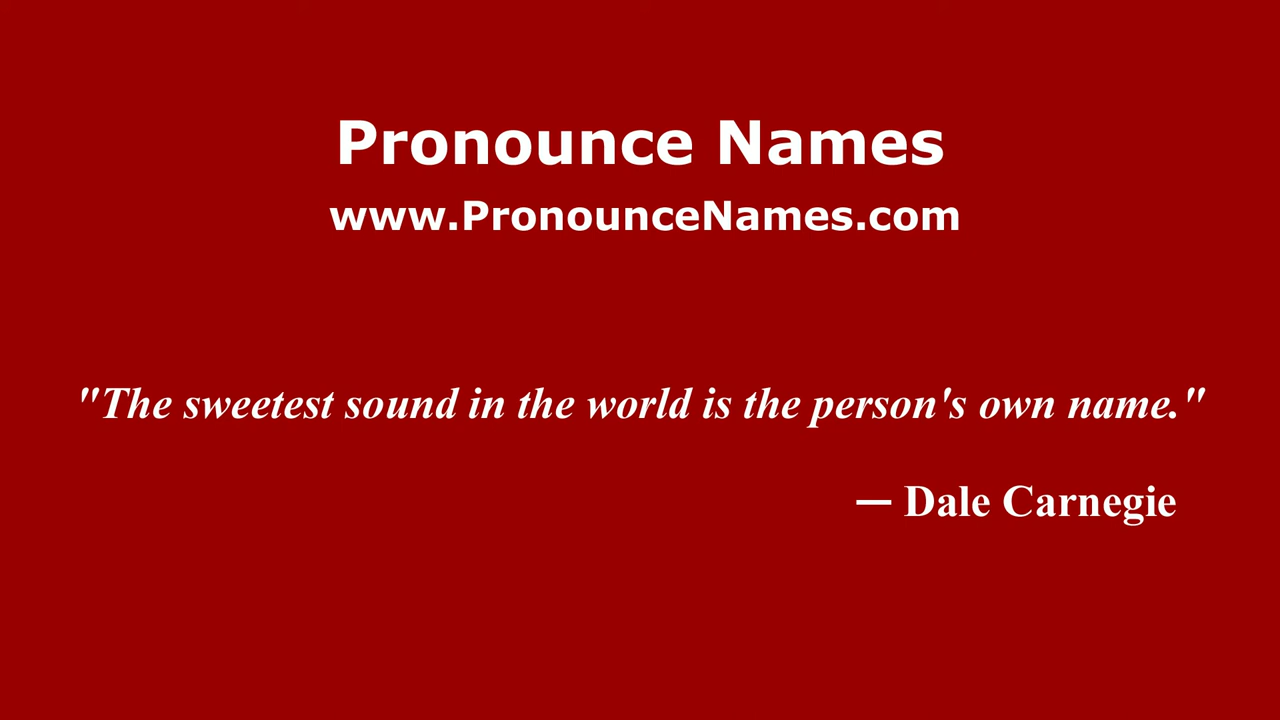 Pronounce Names
www.PronounceNames.com
"The sweetest sound in the world is the person's own name."
— Dale Carnegie